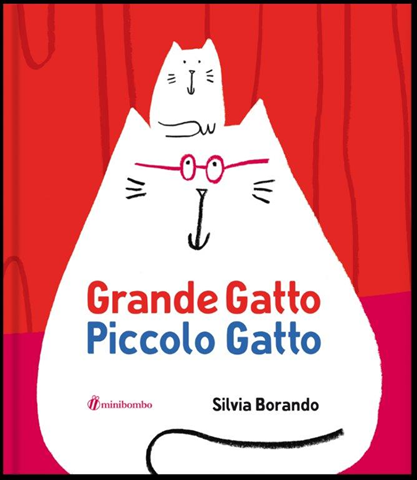 Grande Gatto
Piccolo Gatto
minibombo
Silvia Borando